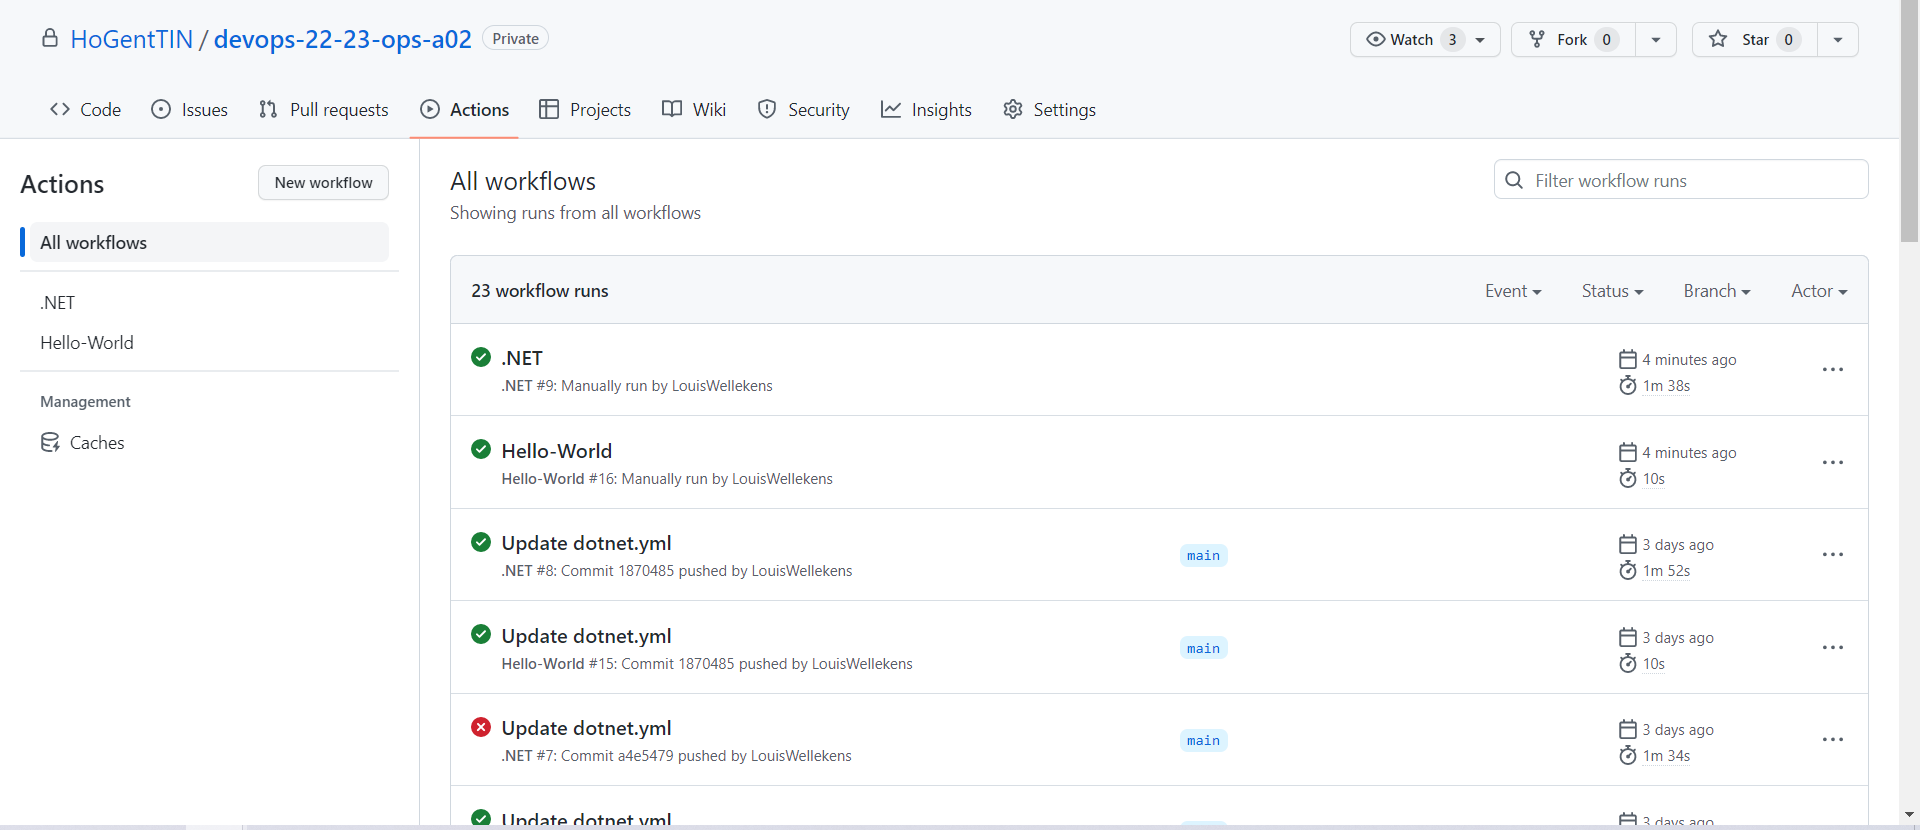 HoGentTIN / devops-22-23-ops-a02 Private
Watch 3 Fork 0 Star 0
Code Issues Pull requests Actions Projects Wiki Security Insights Settings
Actions
New workflow
All workflows
.NET
Hello-World
Management
Caches
All workflows
Showing runs from all workflows
Filter workflow runs
23 workflow runs
Event Status Branch Actor
.NET
.NET #9: Manually run by LouisWellekens
4 minutes ago
1m 38s
Hello-World
Hello-World #16: Manually run by LouisWellekens
4 minutes ago
10s
Update dotnet.yml
.NET #8: Commit 1870485 pushed by LouisWellekens
main
3 days ago
1m 52s
Update dotnet.yml
Hello-World #15: Commit 1870485 pushed by LouisWellekens
main
3 days ago
10s
Update dotnet.yml
.NET #7: Commit a4e5479 pushed by LouisWellekens
main
3 days ago
1m 34s
Update dotnet.yml
3 days ago